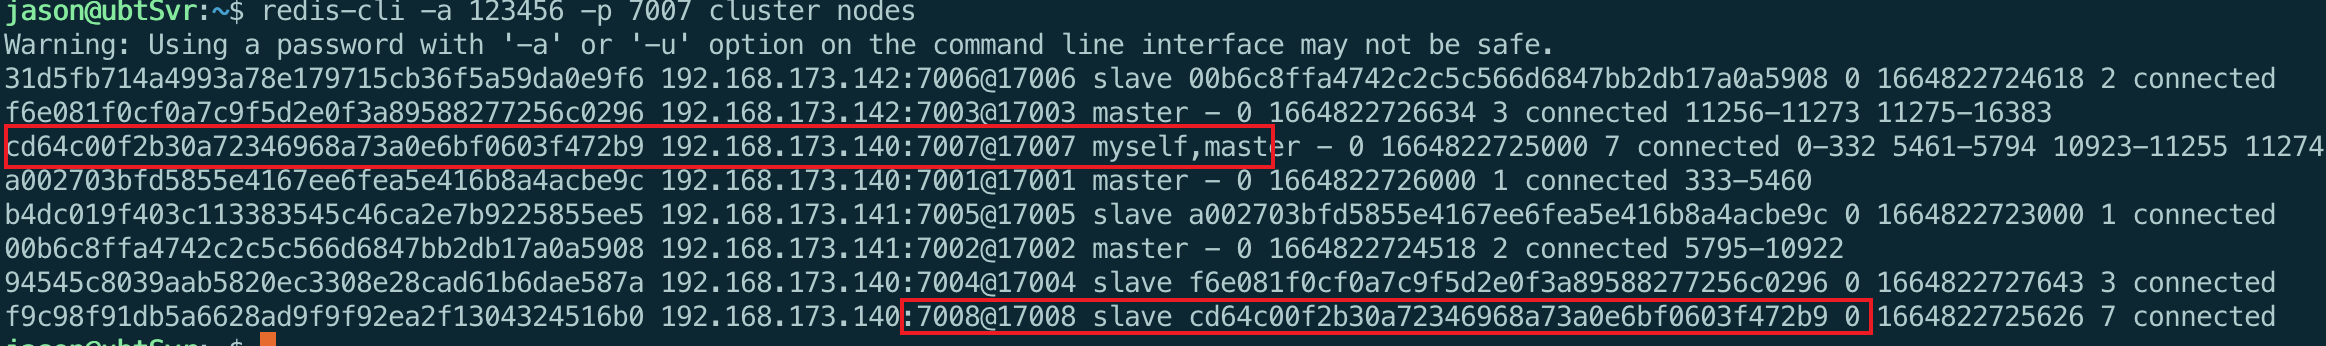 jason@ubtSvr:~$ redis-cli -a 123456 -p 7007 cluster nodes
Warning: Using a password with '-a' or '-u' option on the command line interface may not be safe.
31d5fb714a4993a78e179715cb36f5a59da0e9f6 192.168.173.142:7006@17006 slave 00b6c8ffa4742c2c5c566d6847bb2db17a0a5908 0 1664822724618 2 connected
f6e081f0cf0a7c9f5d2e0f3a89588277256c0296 192.168.173.142:7003@17003 master - 0 1664822726634 3 connected 11256-11273 11275-16383
cd64c00f2b30a72346968a73a0e6bf0603f472b9 192.168.173.140:7007@17007 myself,master - 0 1664822725000 7 connected 0-332 5461-5794 10923-11255 11274
a002703bfd5855e4167ee6fea5e416b8a4acbe9c 192.168.173.140:7001@17001 master - 0 1664822726000 1 connected 333-5460
b4dc019f403c113383545c46ca2e7b9225855ee5 192.168.173.141:7005@17005 slave a002703bfd5855e4167ee6fea5e416b8a4acbe9c 0 1664822723000 1 connected
00b6c8ffa4742c2c5c566d6847bb2db17a0a5908 192.168.173.141:7002@17002 master - 0 1664822724518 2 connected 5795-10922
94545c8039aab5820ec3308e28cad61b6dae587a 192.168.173.140:7004@17004 slave f6e081f0cf0a7c9f5d2e0f3a89588277256c0296 0 1664822727643 3 connected
f9c98f91db5a6628ad9f9f92ea2f1304324516b0 192.168.173.140:7008@17008 slave cd64c00f2b30a72346968a73a0e6bf0603f472b9 0 1664822725626 7 connected
jason@ubtSvr:~$